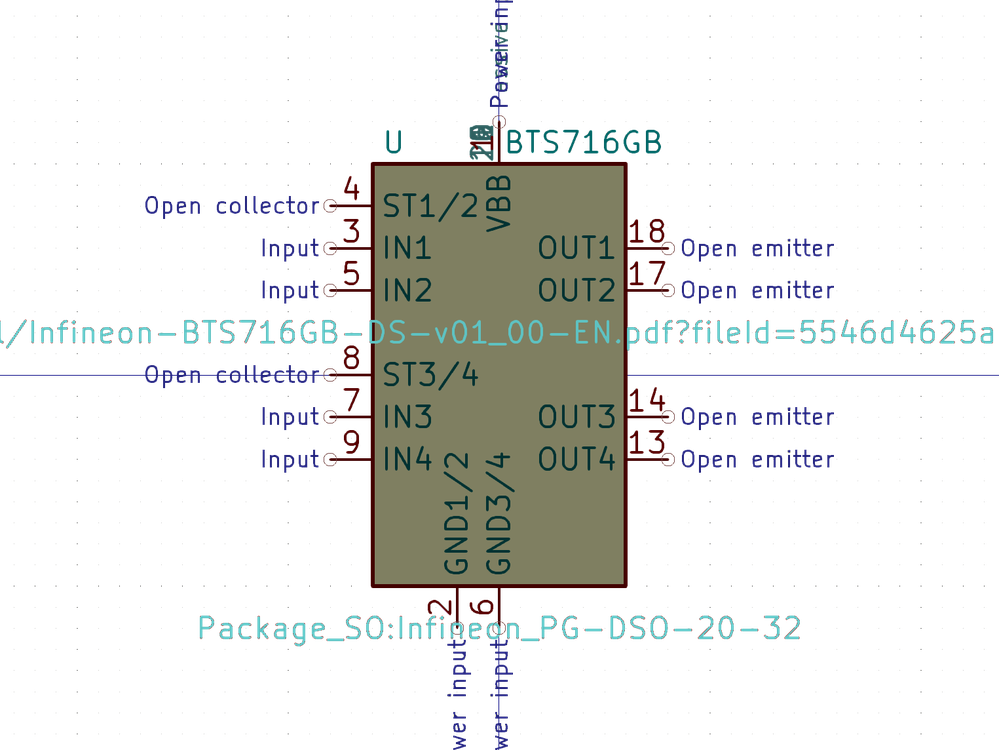 Power input
U
BTS716GB
4
Open collector
ST1/2
VBB
3
Input
IN1
OUT1
18
Open emitter
5
Input
IN2
OUT2
17
Open emitter
l/Infineon-BTS716GB-DS-v01_00-EN.pdf?fileId=5546d4625a
8
Open collector
ST3/4
7
Input
IN3
OUT3
14
Open emitter
9
Input
IN4
OUT4
13
Open emitter
GND1/2
GND3/4
2
6
Package_SO:Infineon_PG-DSO-20-32
wer input
wer input